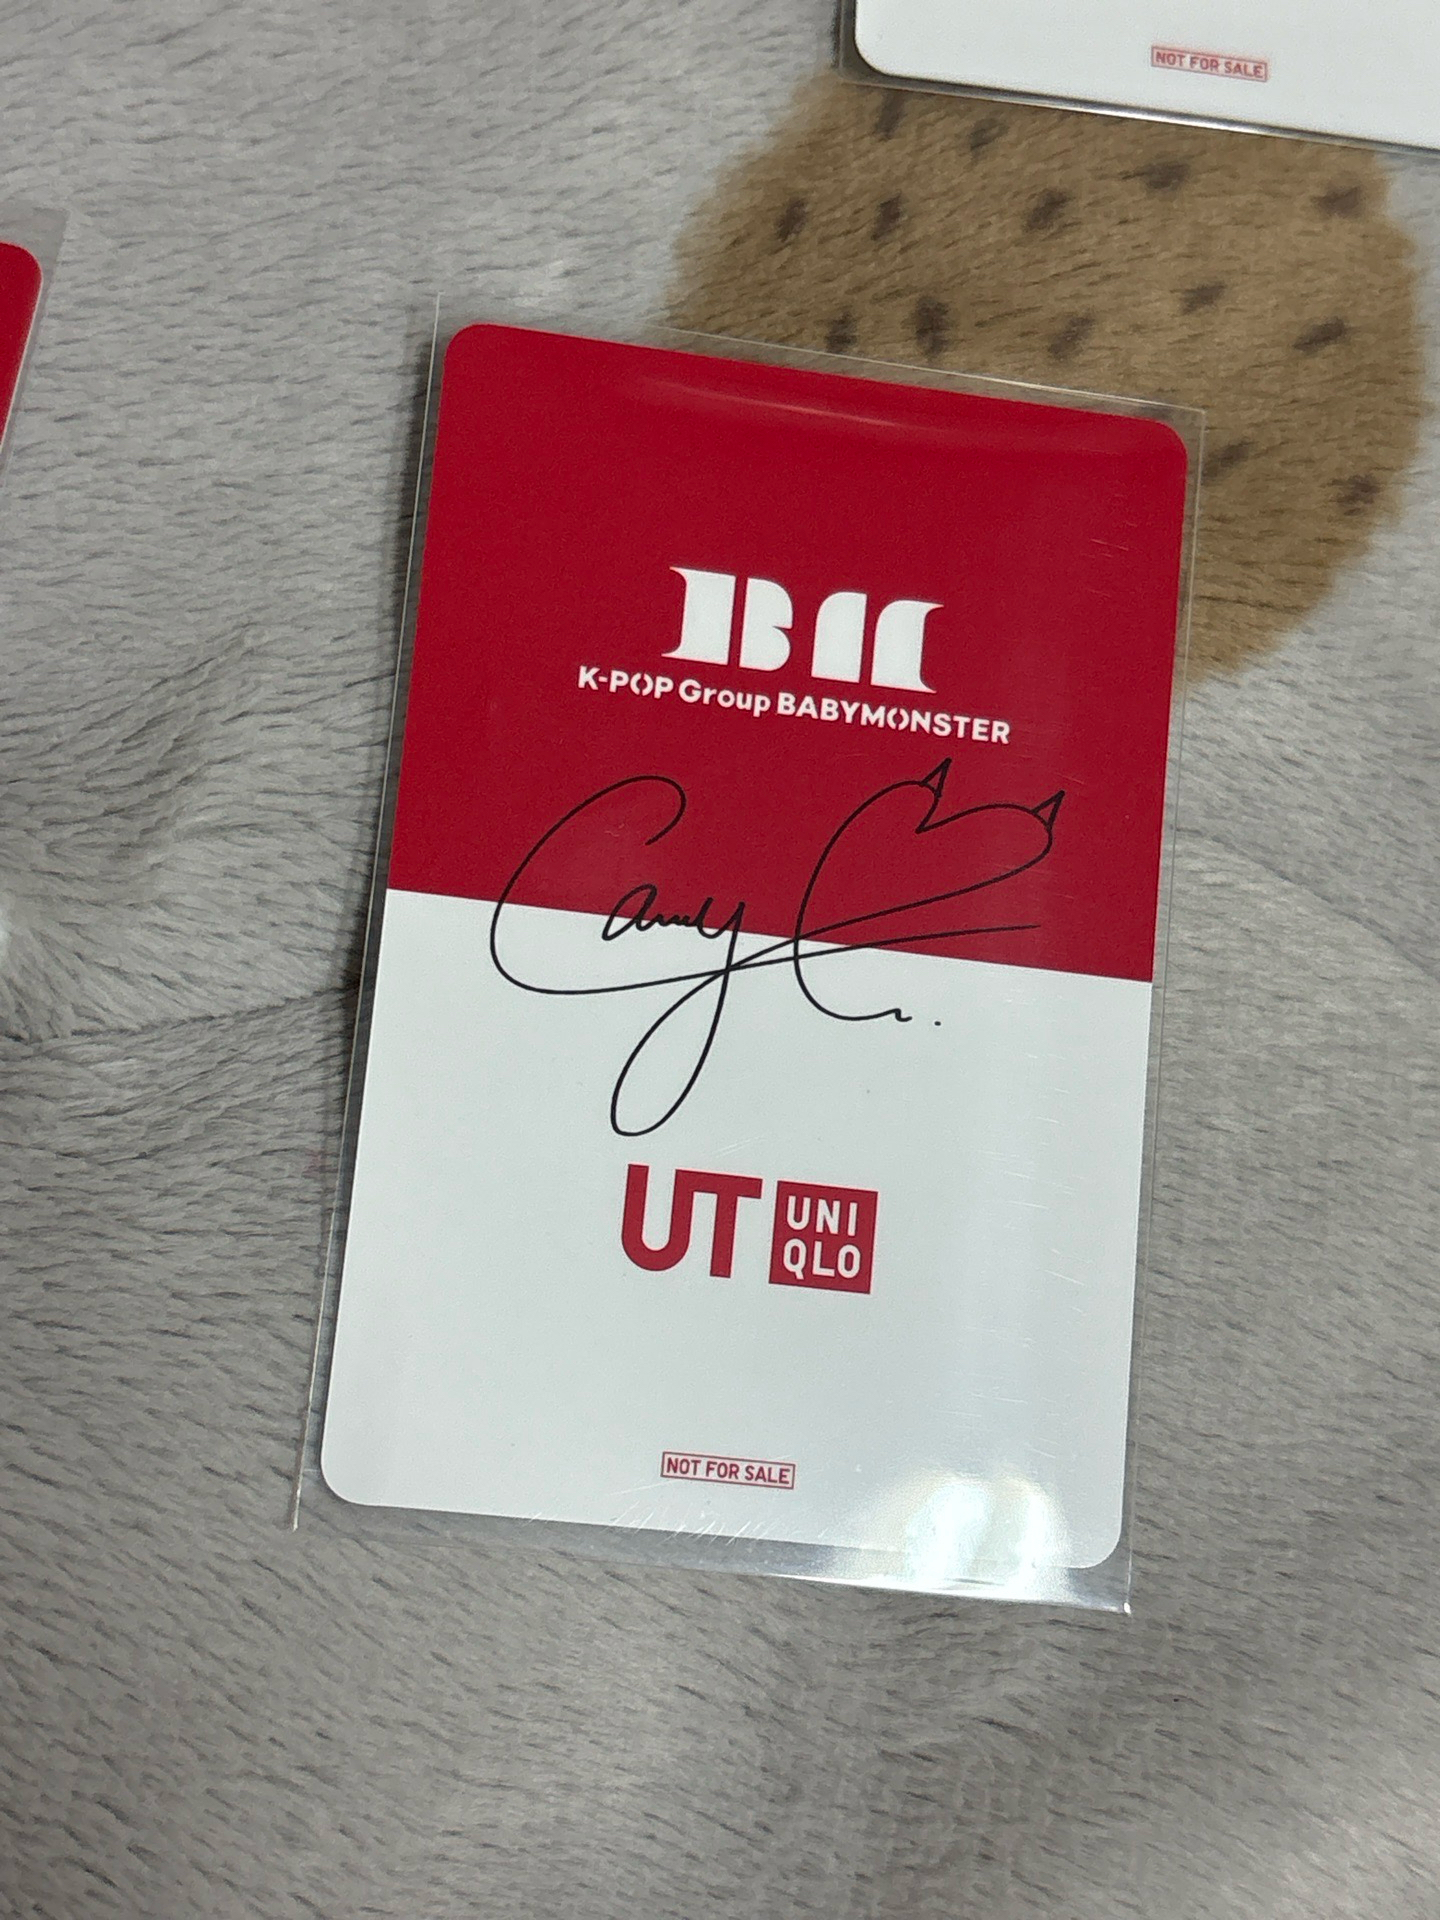 NOT FOR SALE
BM
K-POP Group BABYMONSTER
UT UNI QLO
NOT FOR SALE